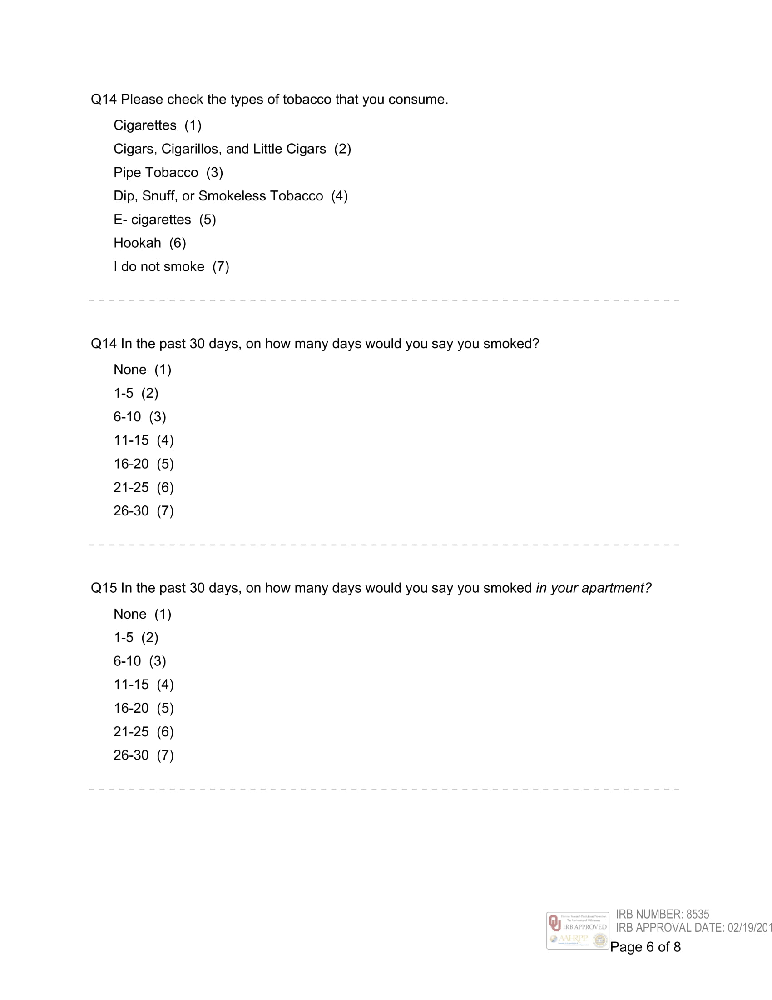 Q14 Please check the types of tobacco that you consume.
Cigarettes (1)
Cigars, Cigarillos, and Little Cigars (2)
Pipe Tobacco (3)
Dip, Snuff, or Smokeless Tobacco (4)
E- cigarettes (5)
Hookah (6)
I do not smoke (7)
Q14 In the past 30 days, on how many days would you say you smoked?
None (1)
1-5 (2)
6-10 (3)
11-15 (4)
16-20 (5)
21-25 (6)
26-30 (7)
Q15 In the past 30 days, on how many days would you say you smoked in your apartment?
None (1)
1-5 (2)
6-10 (3)
11-15 (4)
16-20 (5)
21-25 (6)
26-30 (7)
Human Research Participant Protection
The University of Oklahoma
IRB APPROVED
AAHRPP
IRB NUMBER: 8535
IRB APPROVAL DATE: 02/19/201
Page 6 of 8